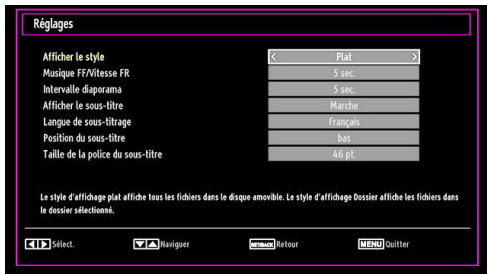 Réglages
Afficher le style < Plat >
Musique FF/Vitesse FR 5 sec.
Intervalle diaporama 5 sec.
Afficher le sous-titre Marche
Langue de sous-titrage Français
Position du sous-titre bas
Taille de la police du sous-titre 46 pt.
Le style d'affichage plat affiche tous les fichiers dans le disque amovible. Le style d'affichage Dossier affiche les fichiers dans
le dossier sélectionné.
Sélect. Naviguer RET/BACK Retour MENU Quitter